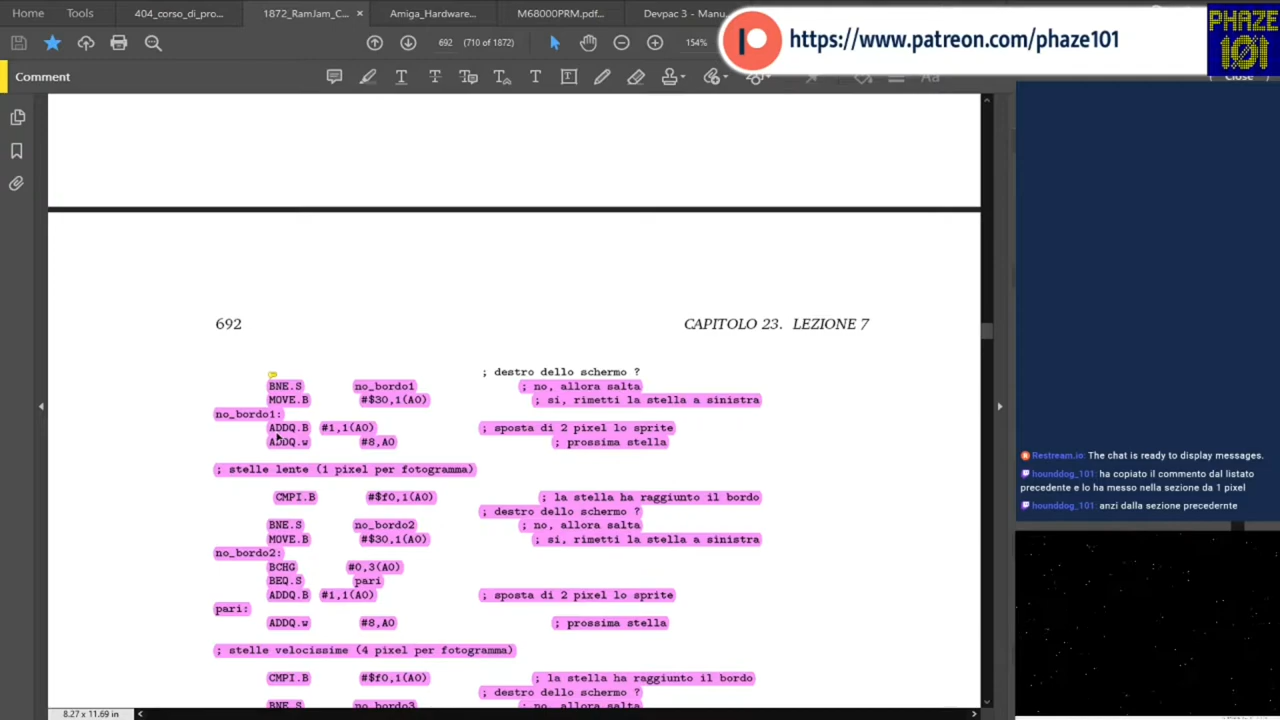 Home Tools 404_corso_di_pro... 1872_RamJam_C... × Amiga_Hardware... M68000PRM.pdf... Devpac 3 - Manu...
https://www.patreon.com/phaze101
PHAZE
101
692 (710 of 1872) 154%
Comment
Close
692 CAPITOLO 23. LEZIONE 7
; destro dello schermo ?
BNE.S no_bordo1 ; no, allora salta
MOVE.B #$30,1(A0) ; si, rimetti la stella a sinistra
no_bordo1:
ADDQ.B #1,1(A0) ; sposta di 2 pixel lo sprite
ADDQ.w #8,A0 ; prossima stella
; stelle lente (1 pixel per fotogramma)
CMPI.B #$f0,1(A0) ; la stella ha raggiunto il bordo
; destro dello schermo ?
BNE.S no_bordo2 ; no, allora salta
MOVE.B #$30,1(A0) ; si, rimetti la stella a sinistra
no_bordo2:
BCHG #0,3(A0)
BEQ.S pari
ADDQ.B #1,1(A0) ; sposta di 2 pixel lo sprite
pari:
ADDQ.w #8,A0 ; prossima stella
; stelle velocissime (4 pixel per fotogramma)
CMPI.B #$f0,1(A0) ; la stella ha raggiunto il bordo
; destro dello schermo ?
BNE.S no_bordo3 ; no, allora salta
8.27 x 11.69 in
Restream.io: The chat is ready to display messages.
hounddog_101: ha copiato il commento dal listato
precedente e lo ha messo nella sezione da 1 pixel
hounddog_101: anzi dalla sezione precedernte